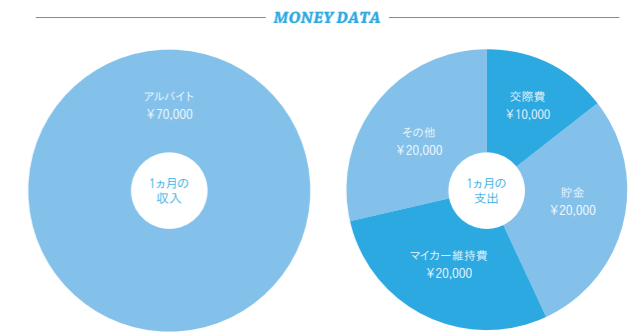 MONEY DATA
アルバイト
¥70,000
1ヵ月の
収入
交際費
¥10,000
貯金
¥20,000
マイカー維持費
¥20,000
その他
¥20,000
1ヵ月の
支出